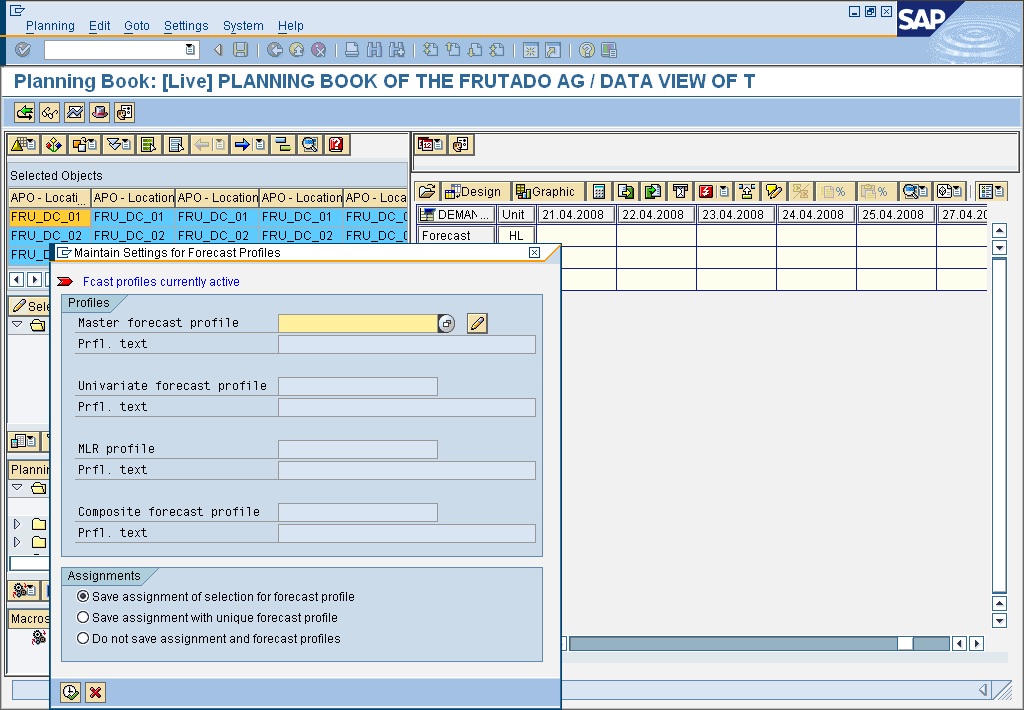 Planning Edit Goto Settings System Help
SAP
Planning Book: [Live] PLANNING BOOK OF THE FRUTADO AG / DATA VIEW OF T
Selected Objects
APO - Locati... APO - Location APO - Location APO - Location APO - Loca
FRU_DC_01 FRU_DC_01 FRU_DC_01 FRU_DC_01 FRU_DC_0
FRU_DC_02 FRU_DC_02 FRU_DC_02 FRU_DC_02 FRU_DC_0
FRU_D
Sele
Plannin
Macros
Design Graphic
DEMAN... Unit 21.04.2008 22.04.2008 23.04.2008 24.04.2008 25.04.2008 27.04.20
Forecast HL
Maintain Settings for Forecast Profiles
Fcast profiles currently active
Profiles
Master forecast profile
Prfl. text
Univariate forecast profile
Prfl. text
MLR profile
Prfl. text
Composite forecast profile
Prfl. text
Assignments
Save assignment of selection for forecast profile
Save assignment with unique forecast profile
Do not save assignment and forecast profiles